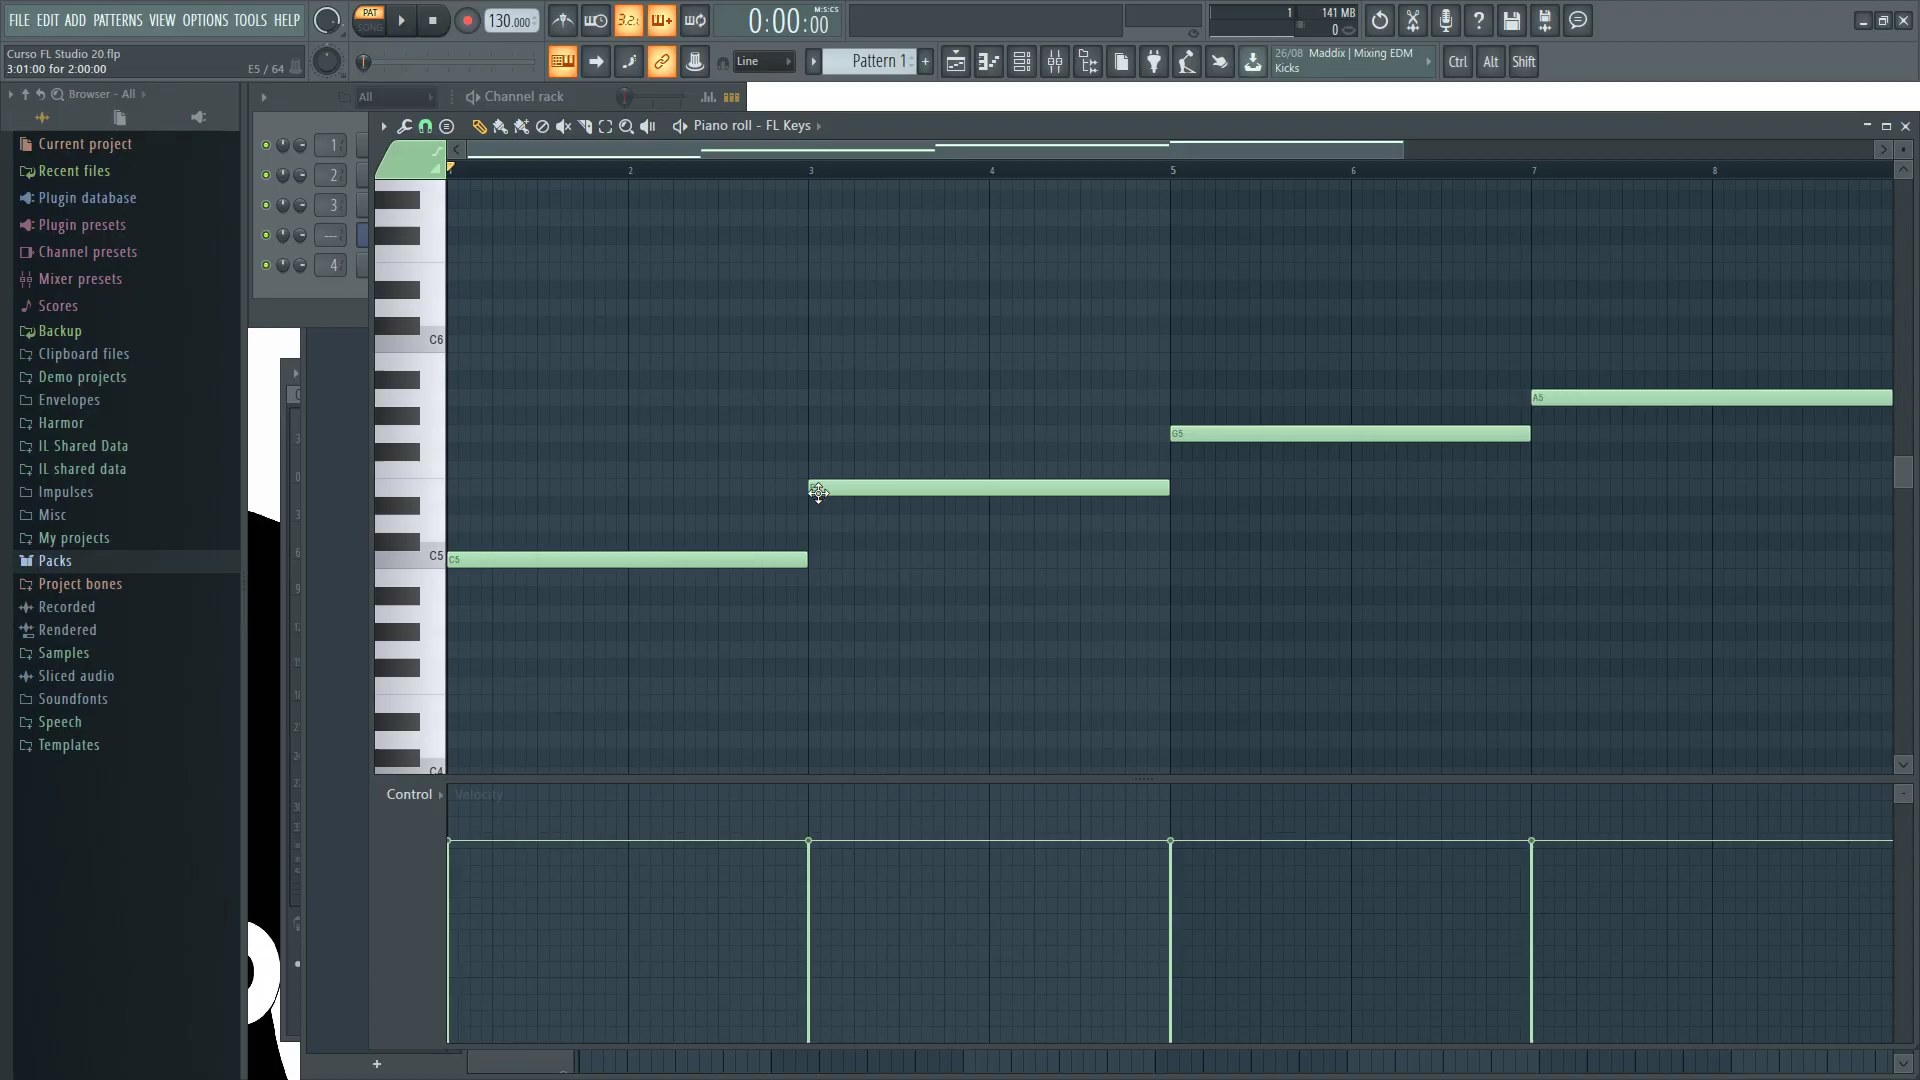 FILE EDIT ADD PATTERNS VIEW OPTIONS TOOLS HELP
PAT
SONG
130.000
3.2.
0:00:00
M:S:CS
1
141 MB
0
Curso FL Studio 20.flp
3:01:00 for 2:00:00
E5 / 64
Line
Pattern 1
+
26/08 Maddix | Mixing EDM
Kicks
Ctrl
Alt
Shift
Browser - All
All
Channel rack
Piano roll - FL Keys
Current project
Recent files
Plugin database
Plugin presets
Channel presets
Mixer presets
Scores
Backup
Clipboard files
Demo projects
Envelopes
Harmor
IL Shared Data
IL shared data
Impulses
Misc
My projects
Packs
Project bones
Recorded
Rendered
Samples
Sliced audio
Soundfonts
Speech
Templates
1
2
3
---
4
2
3
4
5
6
7
8
C6
C5
C4
A5
G5
C5
Control
Velocity
+